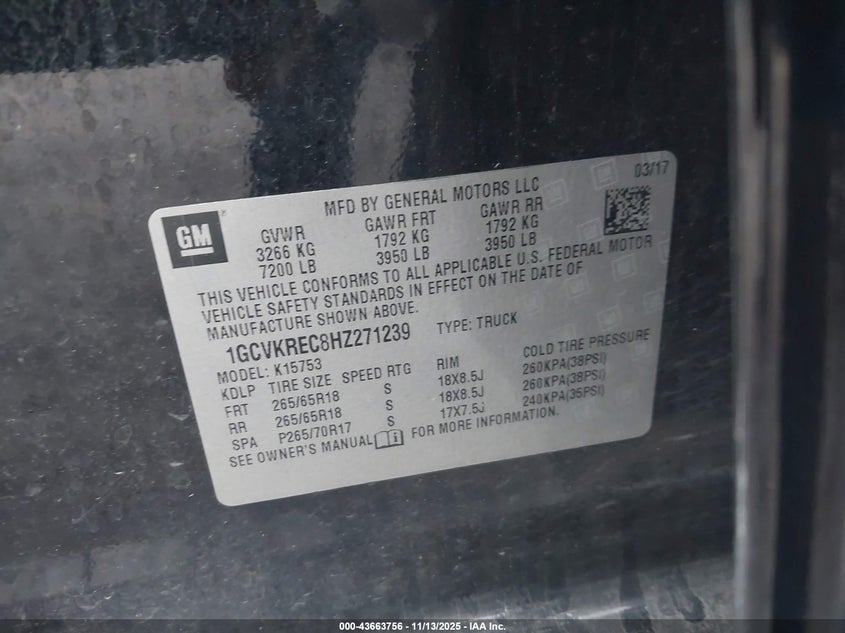 03/17
MFD BY GENERAL MOTORS LLC
GM
GVWR GAWR FRT GAWR RR
3266 KG 1792 KG 1792 KG
7200 LB 3950 LB 3950 LB
THIS VEHICLE CONFORMS TO ALL APPLICABLE U.S. FEDERAL MOTOR
VEHICLE SAFETY STANDARDS IN EFFECT ON THE DATE OF
MANUFACTURE SHOWN ABOVE.
1GCVKREC8HZ271239 TYPE: TRUCK
MODEL: K15753
KDLP TIRE SIZE SPEED RTG RIM COLD TIRE PRESSURE
FRT 265/65R18 S 18X8.5J 260KPA(38PSI)
RR 265/65R18 S 18X8.5J 260KPA(38PSI)
SPA P265/70R17 S 17X7.5J 240KPA(35PSI)
SEE OWNER'S MANUAL FOR MORE INFORMATION.
000-43663756 - 11/13/2025 - IAA Inc.